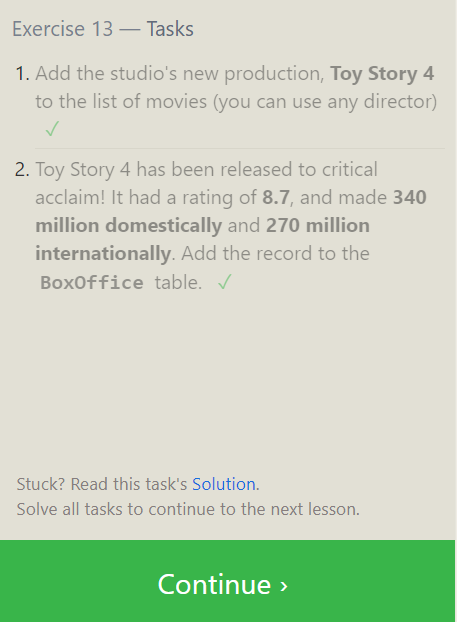 Exercise 13 — Tasks
1. Add the studio's new production, Toy Story 4
to the list of movies (you can use any director)
✓
2. Toy Story 4 has been released to critical
acclaim! It had a rating of 8.7, and made 340
million domestically and 270 million
internationally. Add the record to the
BoxOffice table. ✓
Stuck? Read this task's Solution.
Solve all tasks to continue to the next lesson.
Continue ›